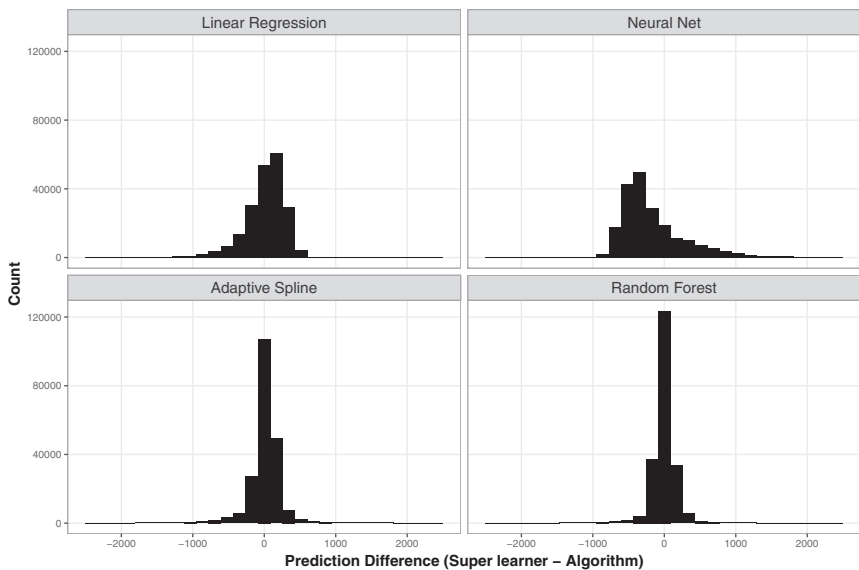 Linear Regression
Neural Net
120000
80000
40000
0
Adaptive Spline
Random Forest
120000
80000
40000
0
−2000 −1000 0 1000 2000
−2000 −1000 0 1000 2000
Count
Prediction Difference (Super learner − Algorithm)